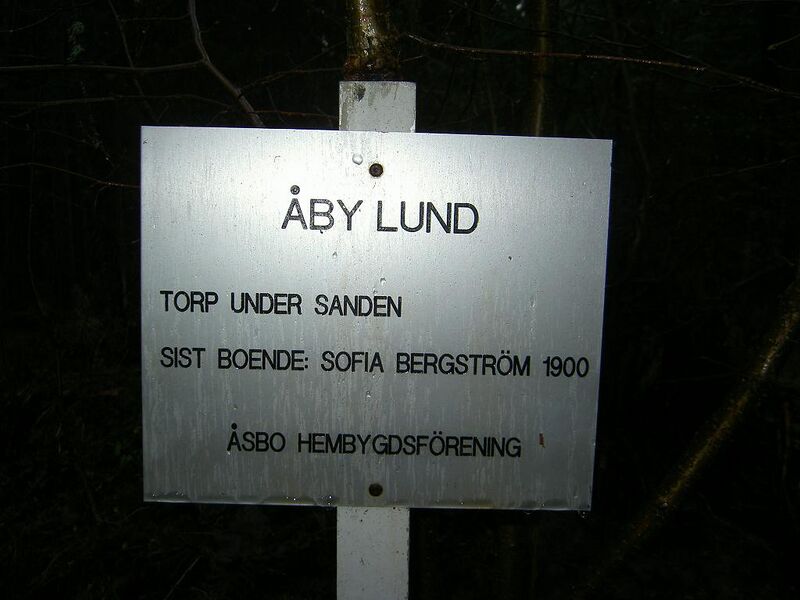 ÅBY LUND
TORP UNDER SANDEN
SIST BOENDE: SOFIA BERGSTRÖM 1900
ÅSBO HEMBYGDSFÖRENING